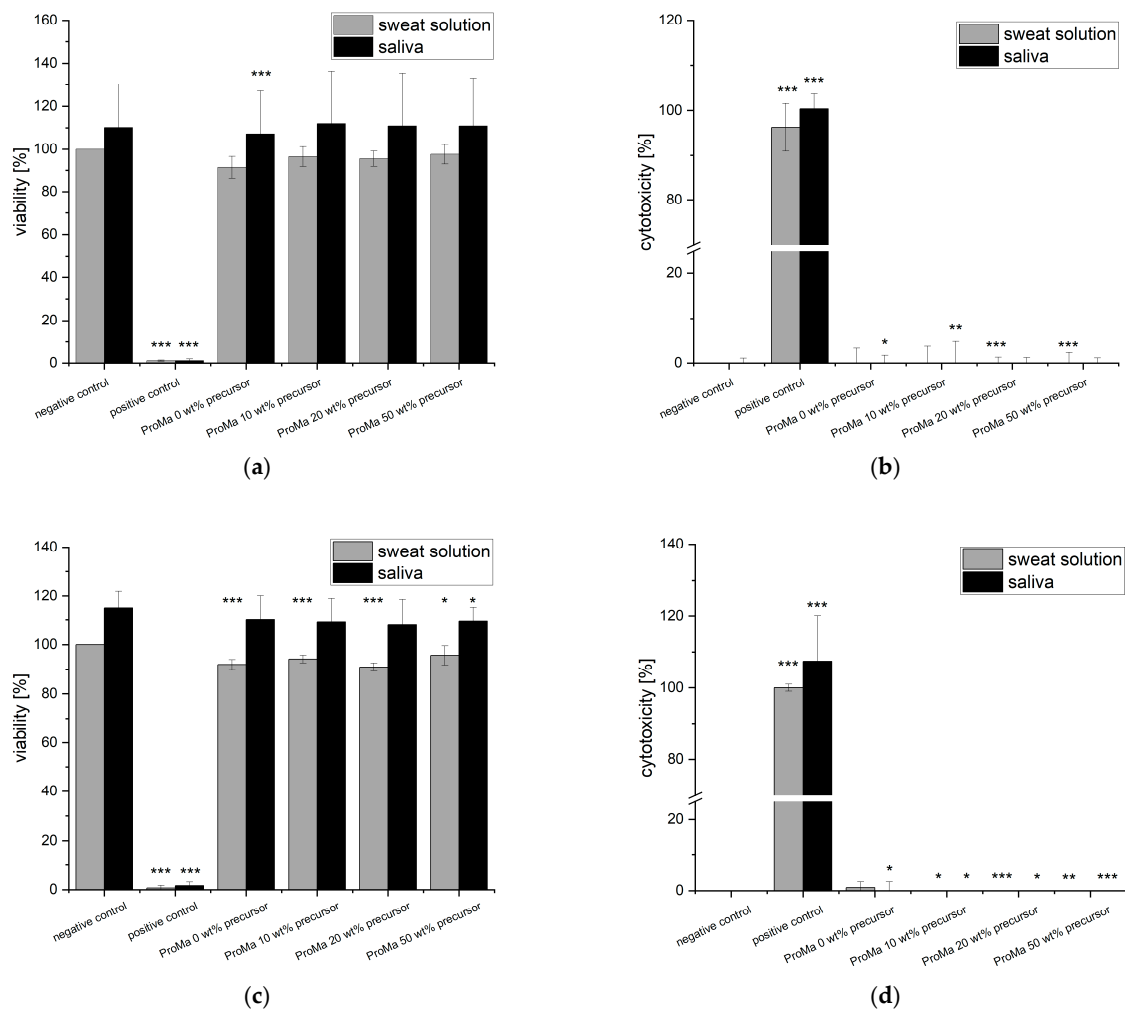 160
140
120
100
80
60
40
20
0
viability [%]
sweat solution
saliva
*** *** ***
negative control
positive control
ProMa 0 wt% precursor
ProMa 10 wt% precursor
ProMa 20 wt% precursor
ProMa 50 wt% precursor
(a)
120
100
80
20
0
cytotoxicity [%]
sweat solution
saliva
*** *** * ** *** ***
negative control
positive control
ProMa 0 wt% precursor
ProMa 10 wt% precursor
ProMa 20 wt% precursor
ProMa 50 wt% precursor
(b)
140
120
100
80
60
40
20
0
viability [%]
sweat solution
saliva
*** *** *** *** *** * *
negative control
positive control
ProMa 0 wt% precursor
ProMa 10 wt% precursor
ProMa 20 wt% precursor
ProMa 50 wt% precursor
(c)
140
120
100
80
20
0
cytotoxicity [%]
sweat solution
saliva
*** *** * * * *** * ** ***
negative control
positive control
ProMa 0 wt% precursor
ProMa 10 wt% precursor
ProMa 20 wt% precursor
ProMa 50 wt% precursor
(d)